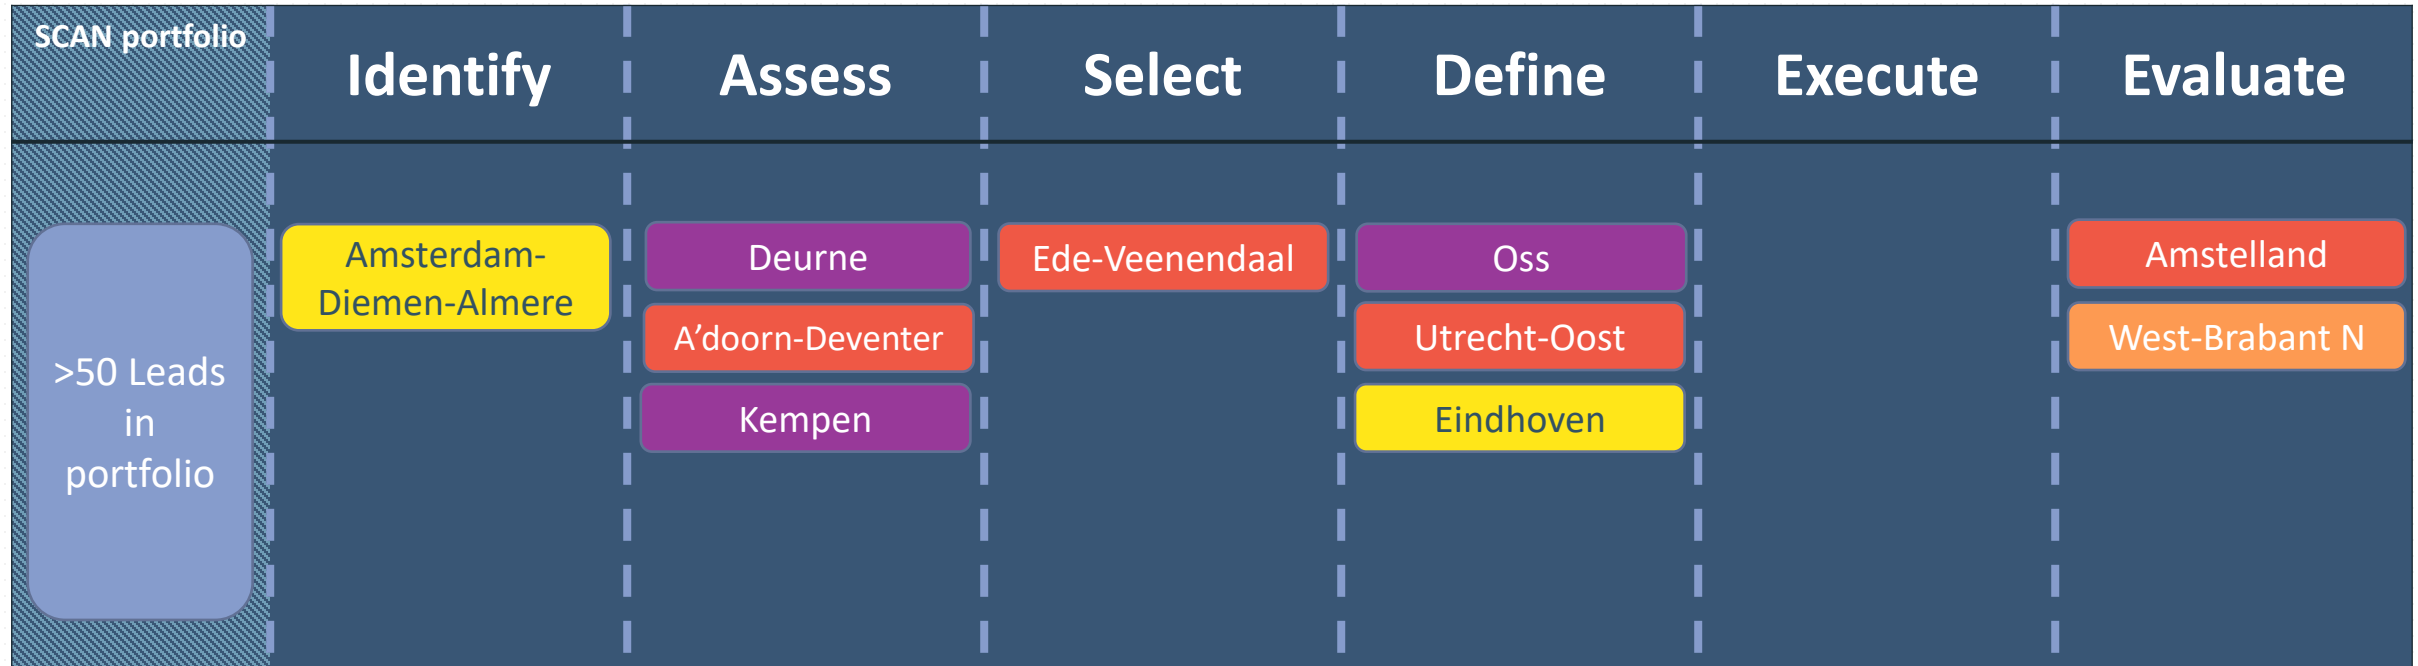 SCAN portfolio
Identify
Assess
Select
Define
Execute
Evaluate
>50 Leads
in
portfolio
Amsterdam-
Diemen-Almere
Deurne
A'doorn-Deventer
Kempen
Ede-Veenendaal
Oss
Utrecht-Oost
Eindhoven
Amstelland
West-Brabant N